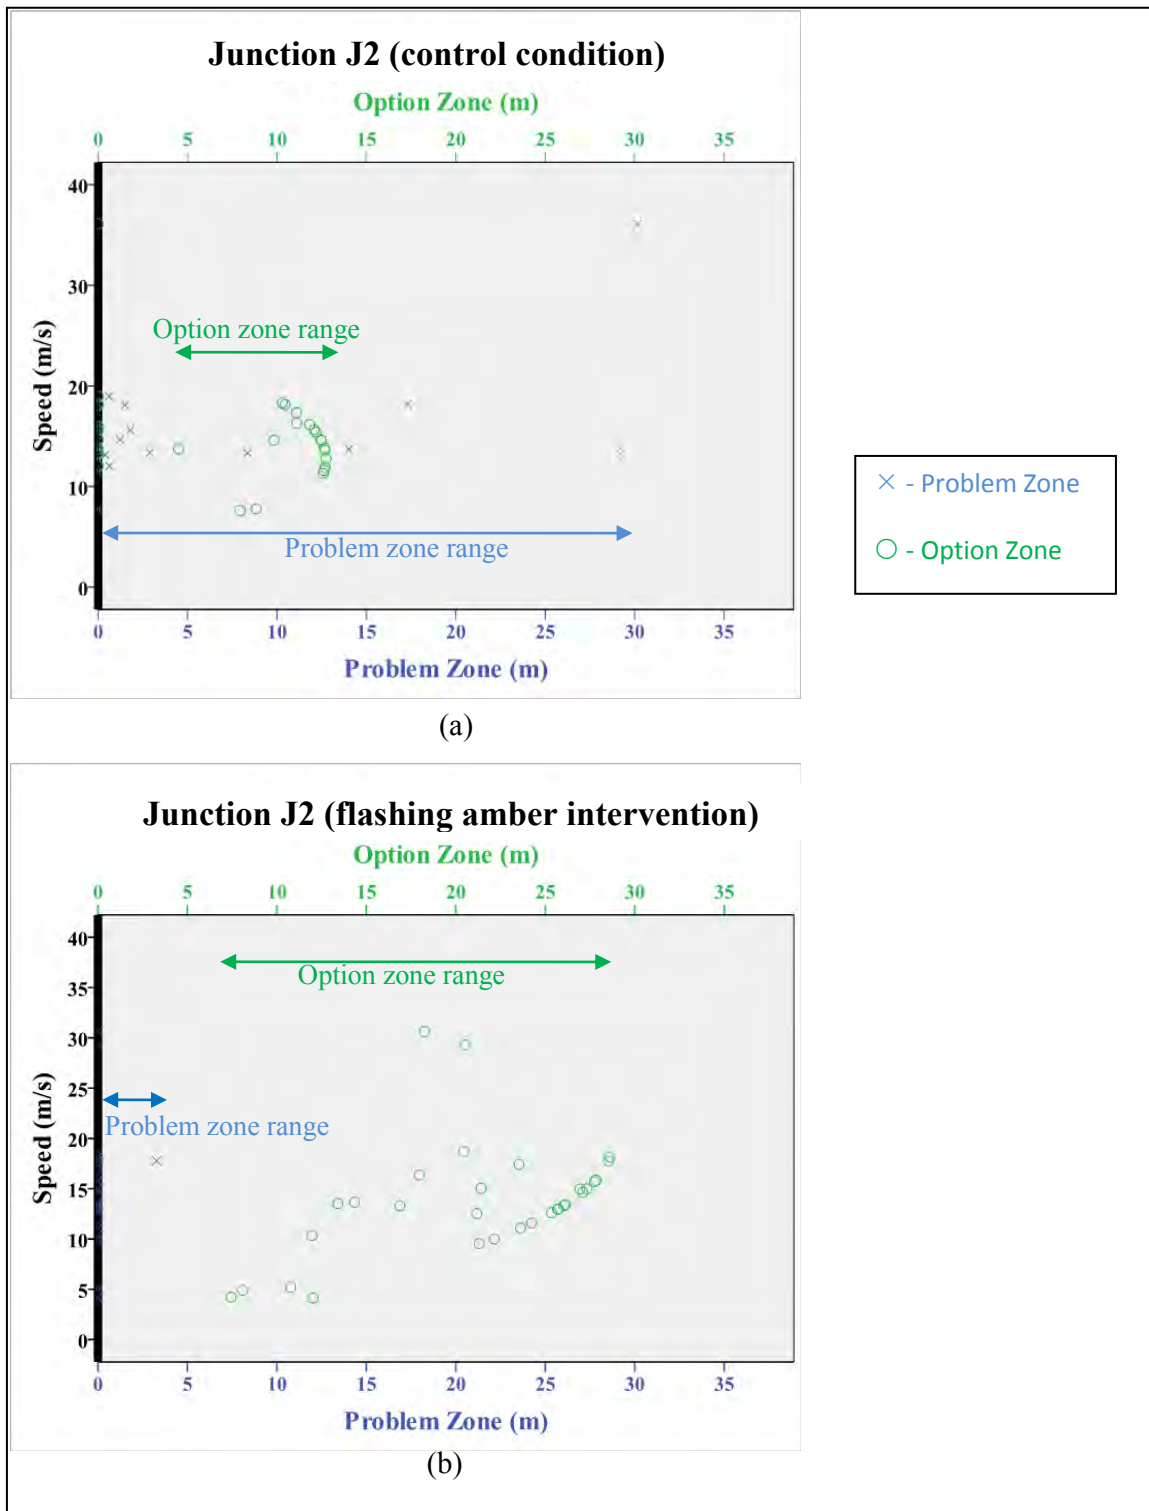 Junction J2 (control condition)
Option Zone (m)
0 5 10 15 20 25 30 35
40
30
20
10
0
Speed (m/s)
Option zone range
Problem zone range
0 5 10 15 20 25 30 35
Problem Zone (m)
(a)
× - Problem Zone
○ - Option Zone
Junction J2 (flashing amber intervention)
Option Zone (m)
0 5 10 15 20 25 30 35
40
35
30
25
20
15
10
5
0
Speed (m/s)
Option zone range
Problem zone range
0 5 10 15 20 25 30 35
Problem Zone (m)
(b)